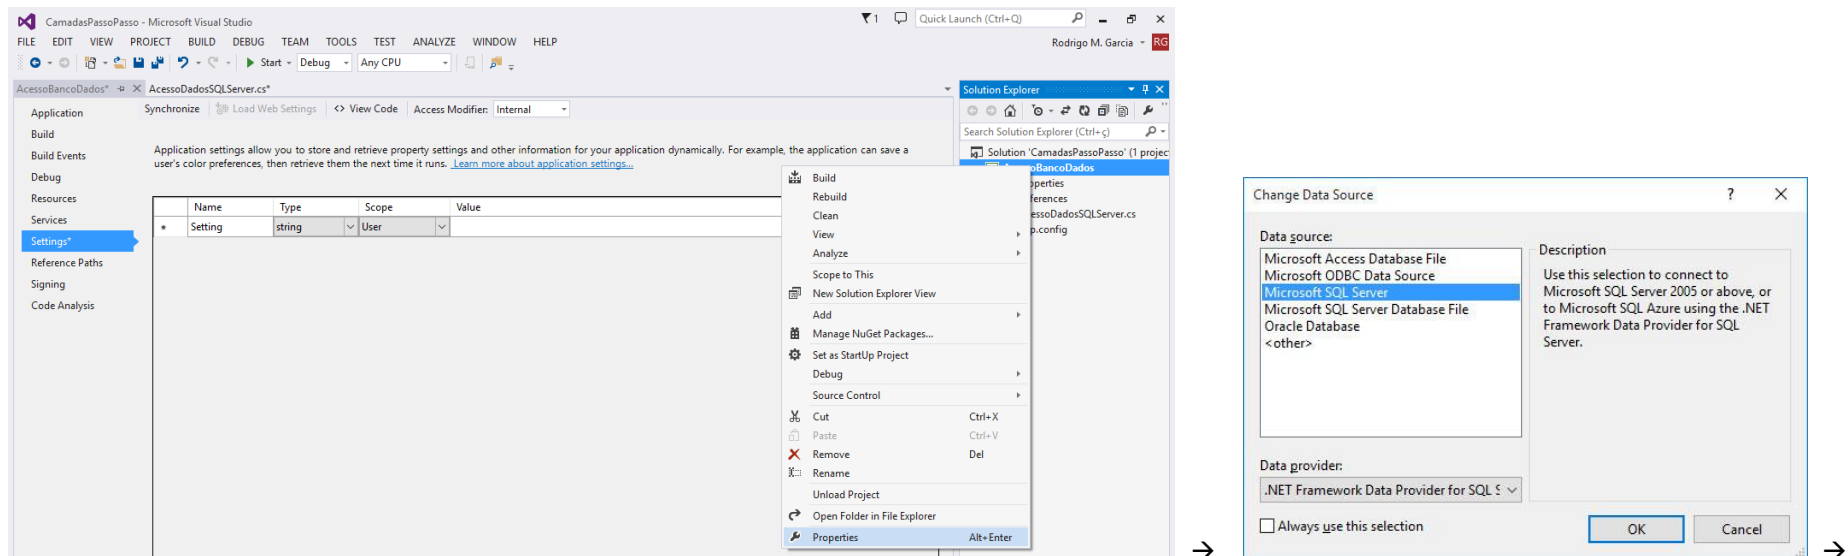 CamadasPassoPasso - Microsoft Visual Studio
1
Quick Launch (Ctrl+Q)
FILE EDIT VIEW PROJECT BUILD DEBUG TEAM TOOLS TEST ANALYZE WINDOW HELP
Rodrigo M. Garcia RG
Start Debug Any CPU
AcessoBancoDados* AcessoDadosSQLServer.cs*
Synchronize Load Web Settings <> View Code Access Modifier: Internal
Application
Build
Build Events
Debug
Resources
Services
Settings*
Reference Paths
Signing
Code Analysis
Application settings allow you to store and retrieve property settings and other information for your application dynamically. For example, the application can save a
user's color preferences, then retrieve them the next time it runs. Learn more about application settings...
Name Type Scope Value
Setting string User
Build
Rebuild
Clean
View
Analyze
Scope to This
New Solution Explorer View
Add
Manage NuGet Packages...
Set as StartUp Project
Debug
Source Control
Cut Ctrl+X
Paste Ctrl+V
Remove Del
Rename
Unload Project
Open Folder in File Explorer
Properties Alt+Enter
Solution Explorer
Search Solution Explorer (Ctrl+ç)
Solution 'CamadasPassoPasso' (1 projec
oBancoDados
perties
ferences
essoDadosSQLServer.cs
p.config
→
Change Data Source ? ×
Data source:
Microsoft Access Database File
Microsoft ODBC Data Source
Microsoft SQL Server
Microsoft SQL Server Database File
Oracle Database
<other>
Description
Use this selection to connect to
Microsoft SQL Server 2005 or above, or
to Microsoft SQL Azure using the .NET
Framework Data Provider for SQL
Server.
Data provider:
.NET Framework Data Provider for SQL S
Always use this selection
OK Cancel
→